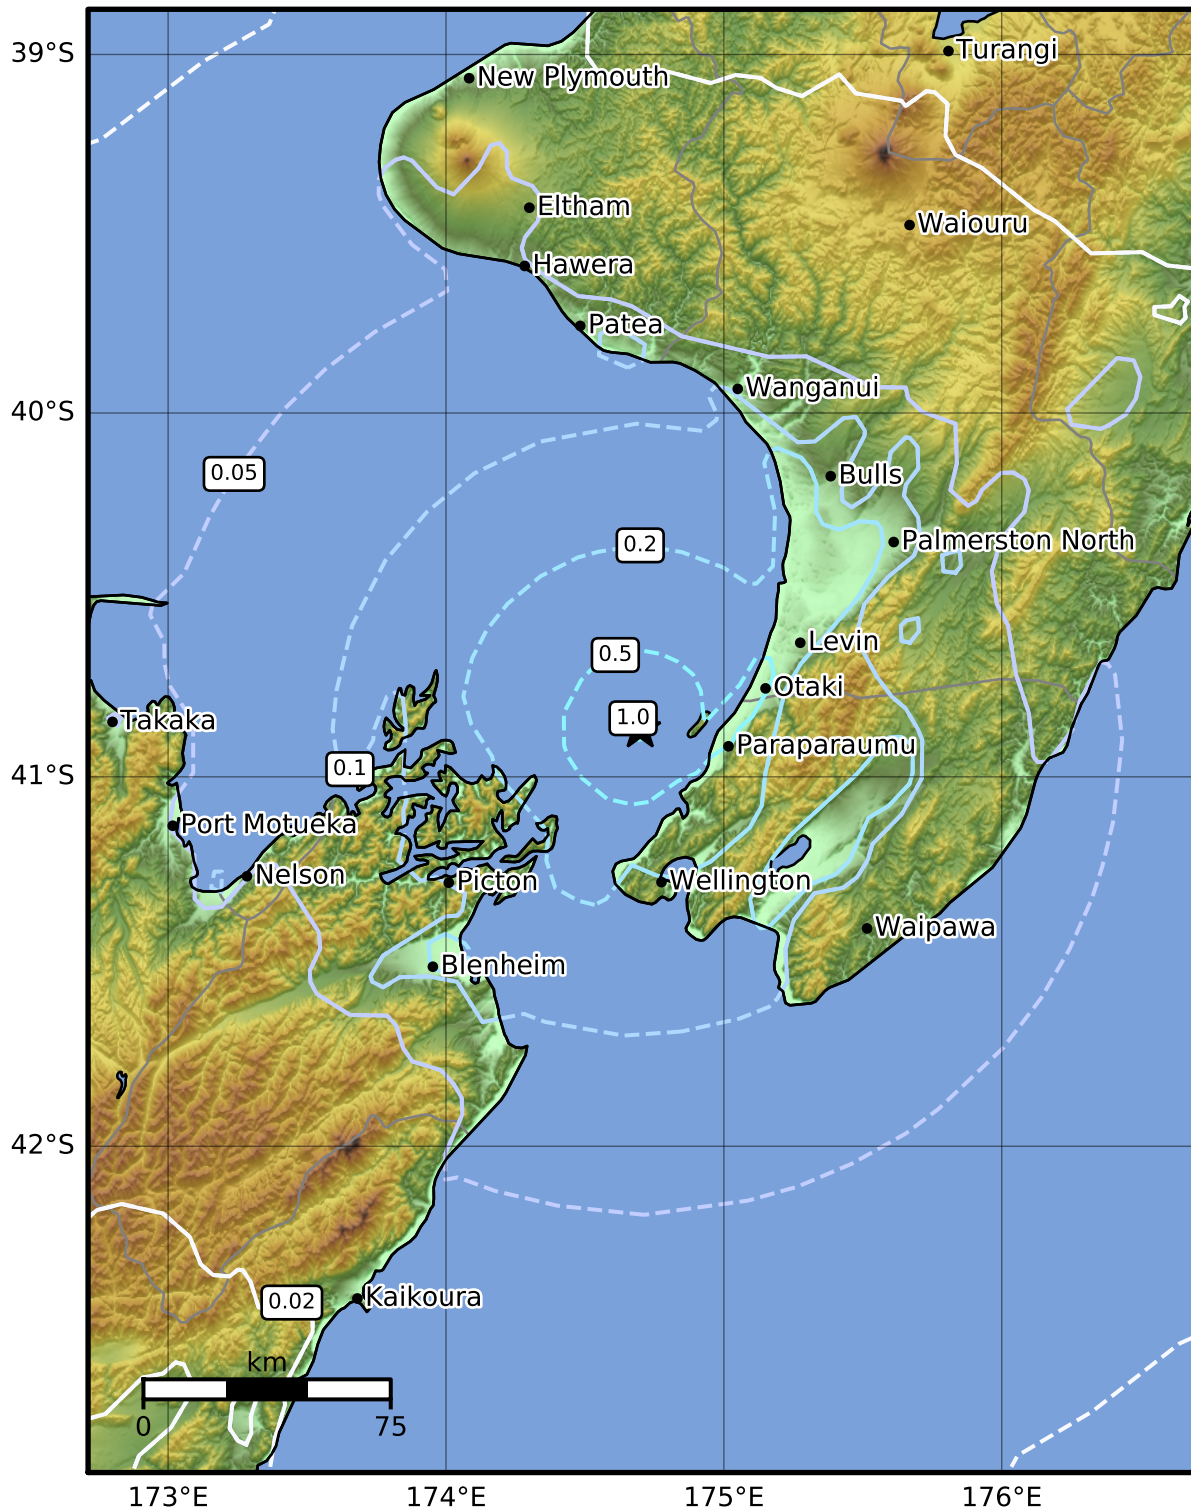 39°S
Turangi
New Plymouth
Eltham
Waiouru
Hawera
Patea
Wanganui
40°S
0.05
Bulls
0.2
Palmerston North
Levin
0.5
Otaki
Takaka
1.0
Paraparaumu
0.1
41°S
Port Motueka
Nelson
Picton
Wellington
Waipawa
Blenheim
42°S
0.02
Kaikoura
km
0
75
173°E
174°E
175°E
176°E